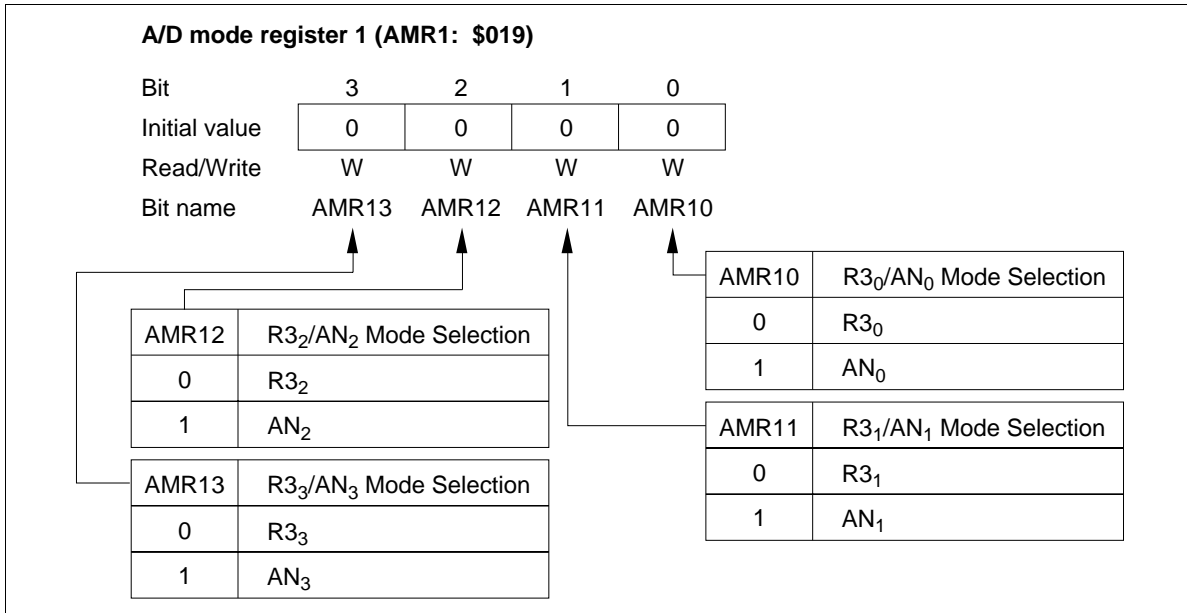 A/D mode register 1 (AMR1: $019)
Bit 3 2 1 0
Initial value 0 0 0 0
Read/Write W W W W
Bit name AMR13 AMR12 AMR11 AMR10
AMR12 R3₂/AN₂ Mode Selection
0 R3₂
1 AN₂
AMR13 R3₃/AN₃ Mode Selection
0 R3₃
1 AN₃
AMR10 R3₀/AN₀ Mode Selection
0 R3₀
1 AN₀
AMR11 R3₁/AN₁ Mode Selection
0 R3₁
1 AN₁